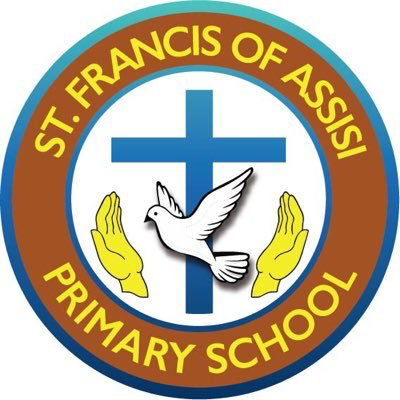 ST. FRANCIS OF ASSISI
PRIMARY SCHOOL